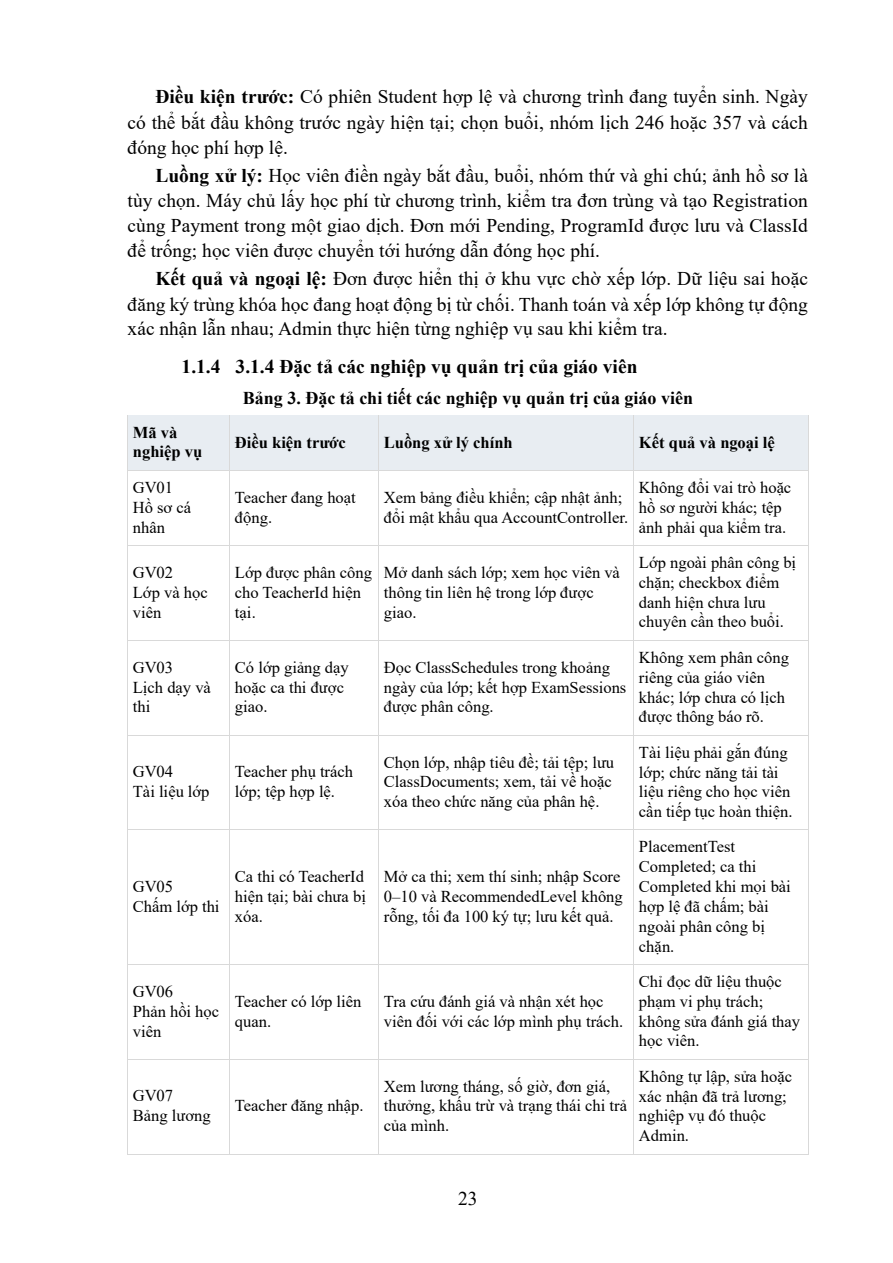 Điều kiện trước: Có phiên Student hợp lệ và chương trình đang tuyển sinh. Ngày
có thể bắt đầu không trước ngày hiện tại; chọn buổi, nhóm lịch 246 hoặc 357 và cách
đóng học phí hợp lệ.
Luồng xử lý: Học viên điền ngày bắt đầu, buổi, nhóm thứ và ghi chú; ảnh hồ sơ là
tùy chọn. Máy chủ lấy học phí từ chương trình, kiểm tra đơn trùng và tạo Registration
cùng Payment trong một giao dịch. Đơn mới Pending, ProgramId được lưu và ClassId
để trống; học viên được chuyển tới hướng dẫn đóng học phí.
Kết quả và ngoại lệ: Đơn được hiển thị ở khu vực chờ xếp lớp. Dữ liệu sai hoặc
đăng ký trùng khóa học đang hoạt động bị từ chối. Thanh toán và xếp lớp không tự động
xác nhận lẫn nhau; Admin thực hiện từng nghiệp vụ sau khi kiểm tra.
1.1.4 3.1.4 Đặc tả các nghiệp vụ quản trị của giáo viên
Bảng 3. Đặc tả chi tiết các nghiệp vụ quản trị của giáo viên
Mã và
nghiệp vụ
Điều kiện trước
Luồng xử lý chính
Kết quả và ngoại lệ
GV01
Hồ sơ cá
nhân
Teacher đang hoạt
động.
Xem bảng điều khiển; cập nhật ảnh;
đổi mật khẩu qua AccountController.
Không đổi vai trò hoặc
hồ sơ người khác; tệp
ảnh phải qua kiểm tra.
GV02
Lớp và học
viên
Lớp được phân công
cho TeacherId hiện
tại.
Mở danh sách lớp; xem học viên và
thông tin liên hệ trong lớp được
giao.
Lớp ngoài phân công bị
chặn; checkbox điểm
danh hiện chưa lưu
chuyên cần theo buổi.
GV03
Lịch dạy và
thi
Có lớp giảng dạy
hoặc ca thi được
giao.
Đọc ClassSchedules trong khoảng
ngày của lớp; kết hợp ExamSessions
được phân công.
Không xem phân công
riêng của giáo viên
khác; lớp chưa có lịch
được thông báo rõ.
GV04
Tài liệu lớp
Teacher phụ trách
lớp; tệp hợp lệ.
Chọn lớp, nhập tiêu đề; tải tệp; lưu
ClassDocuments; xem, tải về hoặc
xóa theo chức năng của phân hệ.
Tài liệu phải gắn đúng
lớp; chức năng tải tài
liệu riêng cho học viên
cần tiếp tục hoàn thiện.
GV05
Chấm lớp thi
Ca thi có TeacherId
hiện tại; bài chưa bị
xóa.
Mở ca thi; xem thí sinh; nhập Score
0–10 và RecommendedLevel không
rỗng, tối đa 100 ký tự; lưu kết quả.
PlacementTest
Completed; ca thi
Completed khi mọi bài
hợp lệ đã chấm; bài
ngoài phân công bị
chặn.
GV06
Phản hồi học
viên
Teacher có lớp liên
quan.
Tra cứu đánh giá và nhận xét học
viên đối với các lớp mình phụ trách.
Chỉ đọc dữ liệu thuộc
phạm vi phụ trách;
không sửa đánh giá thay
học viên.
GV07
Bảng lương
Teacher đăng nhập.
Xem lương tháng, số giờ, đơn giá,
thưởng, khấu trừ và trạng thái chi trả
của mình.
Không tự lập, sửa hoặc
xác nhận đã trả lương;
nghiệp vụ đó thuộc
Admin.
23